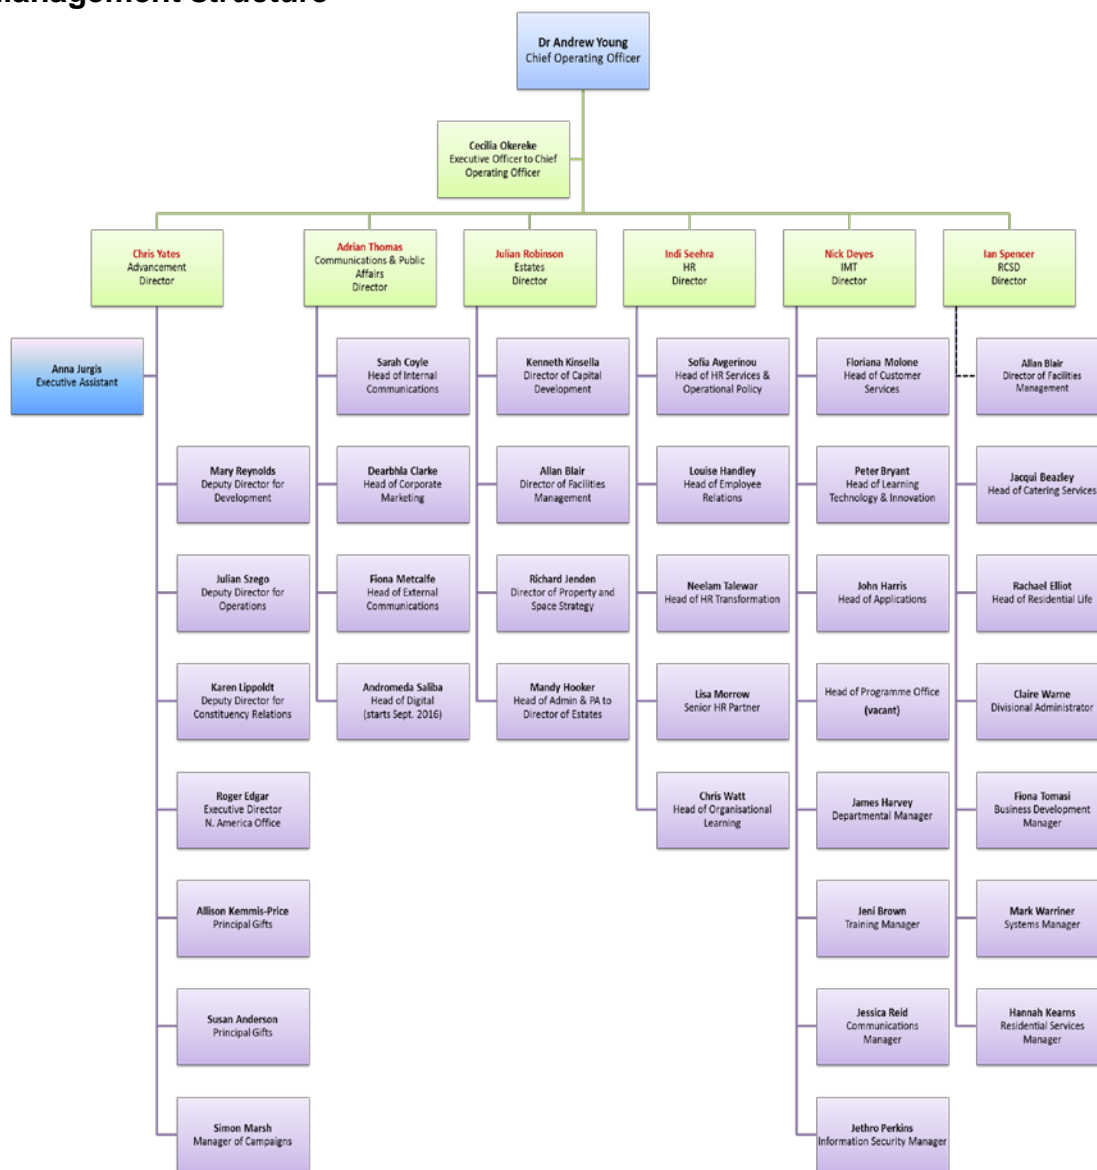 management structure
Dr Andrew Young
Chief Operating Officer
Cecilia Okereke
Executive Officer to Chief
Operating Officer
Chris Yates
Advancement
Director
Adrian Thomas
Communications & Public
Affairs
Director
Julian Robinson
Estates
Director
Indi Seehra
HR
Director
Nick Deyes
IMT
Director
Ian Spencer
RCSD
Director
Anna Jurgis
Executive Assistant
Mary Reynolds
Deputy Director for
Development
Julian Szego
Deputy Director for
Operations
Karen Lippoldt
Deputy Director for
Constituency Relations
Roger Edgar
Executive Director
N. America Office
Allison Kemmis-Price
Principal Gifts
Susan Anderson
Principal Gifts
Simon Marsh
Manager of Campaigns
Sarah Coyle
Head of Internal
Communications
Dearbhla Clarke
Head of Corporate
Marketing
Fiona Metcalfe
Head of External
Communications
Andromeda Saliba
Head of Digital
(starts Sept. 2016)
Kenneth Kinsella
Director of Capital
Development
Allan Blair
Director of Facilities
Management
Richard Jenden
Director of Property and
Space Strategy
Mandy Hooker
Head of Admin & PA to
Director of Estates
Sofia Avgerinou
Head of HR Services &
Operational Policy
Louise Handley
Head of Employee
Relations
Neelam Talewar
Head of HR Transformation
Lisa Morrow
Senior HR Partner
Chris Watt
Head of Organisational
Learning
Floriana Molone
Head of Customer
Services
Peter Bryant
Head of Learning
Technology & Innovation
John Harris
Head of Applications
Head of Programme Office
(vacant)
James Harvey
Departmental Manager
Jeni Brown
Training Manager
Jessica Reid
Communications
Manager
Jethro Perkins
Information Security Manager
Allan Blair
Director of Facilities
Management
Jacqui Beazley
Head of Catering Services
Rachael Elliot
Head of Residential Life
Claire Warne
Divisional Administrator
Fiona Tomasi
Business Development
Manager
Mark Warriner
Systems Manager
Hannah Kearns
Residential Services
Manager